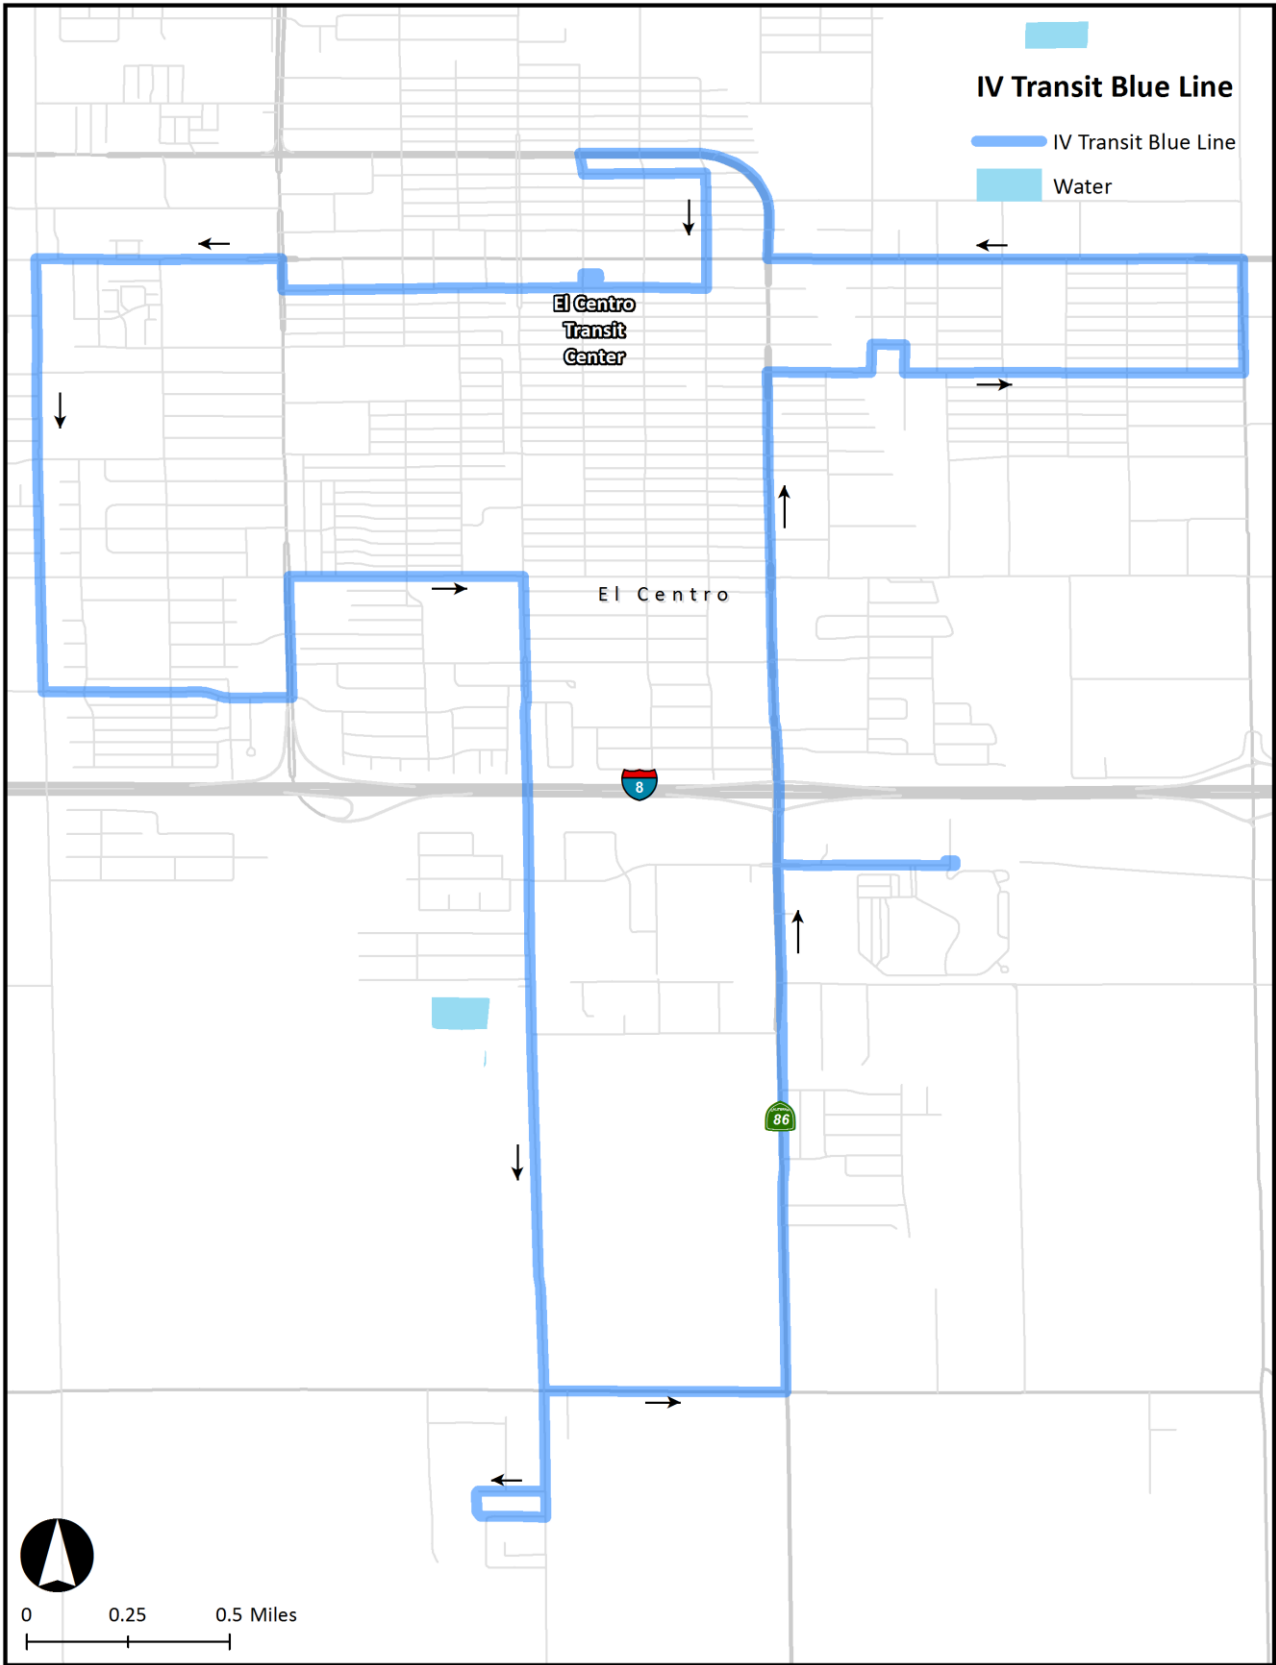 IV Transit Blue Line
IV Transit Blue Line
Water
El Centro
Transit
Center
El Centro
8
86
0 0.25 0.5 Miles